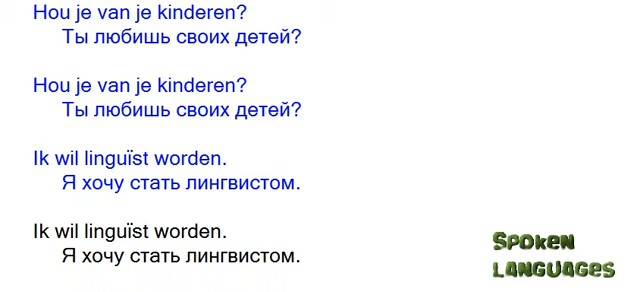 Hou je van je kinderen?
Ты любишь своих детей?
Hou je van je kinderen?
Ты любишь своих детей?
Ik wil linguïst worden.
Я хочу стать лингвистом.
Ik wil linguïst worden.
Я хочу стать лингвистом.
Spoken
Languages